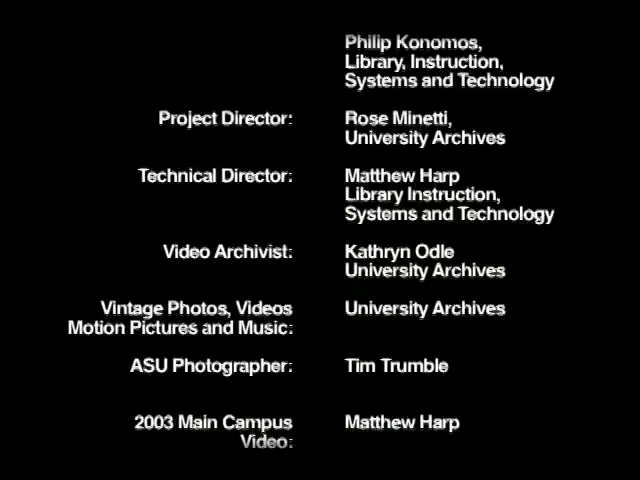 Philip Konomos,
Library, Instruction,
Systems and Technology
Project Director: Rose Minetti,
University Archives
Technical Director: Matthew Harp
Library Instruction,
Systems and Technology
Video Archivist: Kathryn Odle
University Archives
Vintage Photos, Videos University Archives
Motion Pictures and Music:
ASU Photographer: Tim Trumble
2003 Main Campus Matthew Harp
Video: